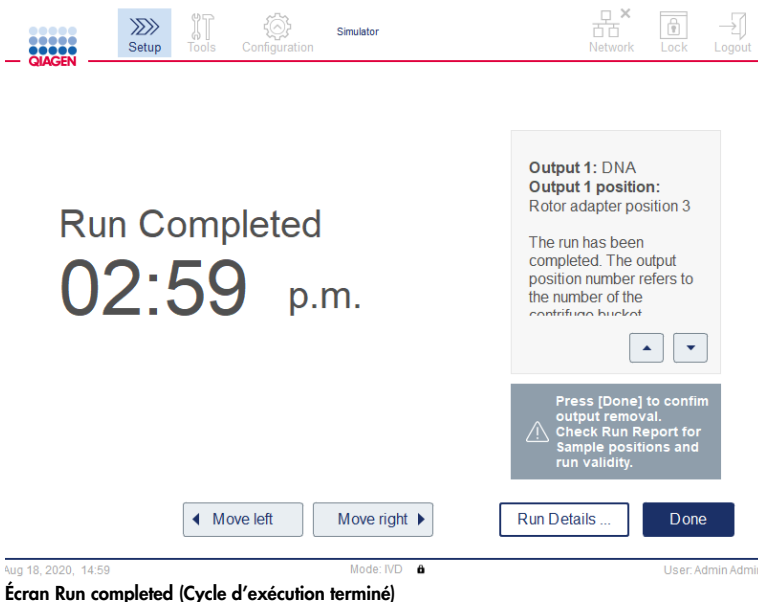 QIAGEN
Setup
Tools
Configuration
Simulator
Network
Lock
Logout
Run Completed
02:59 p.m.
Output 1: DNA
Output 1 position:
Rotor adapter position 3
The run has been
completed. The output
position number refers to
the number of the
centrifuge bucket
Press [Done] to confim
output removal.
Check Run Report for
Sample positions and
run validity.
Move left
Move right
Run Details ...
Done
Aug 18, 2020, 14:59
Mode: IVD
User: Admin Admin
Écran Run completed (Cycle d’exécution terminé)